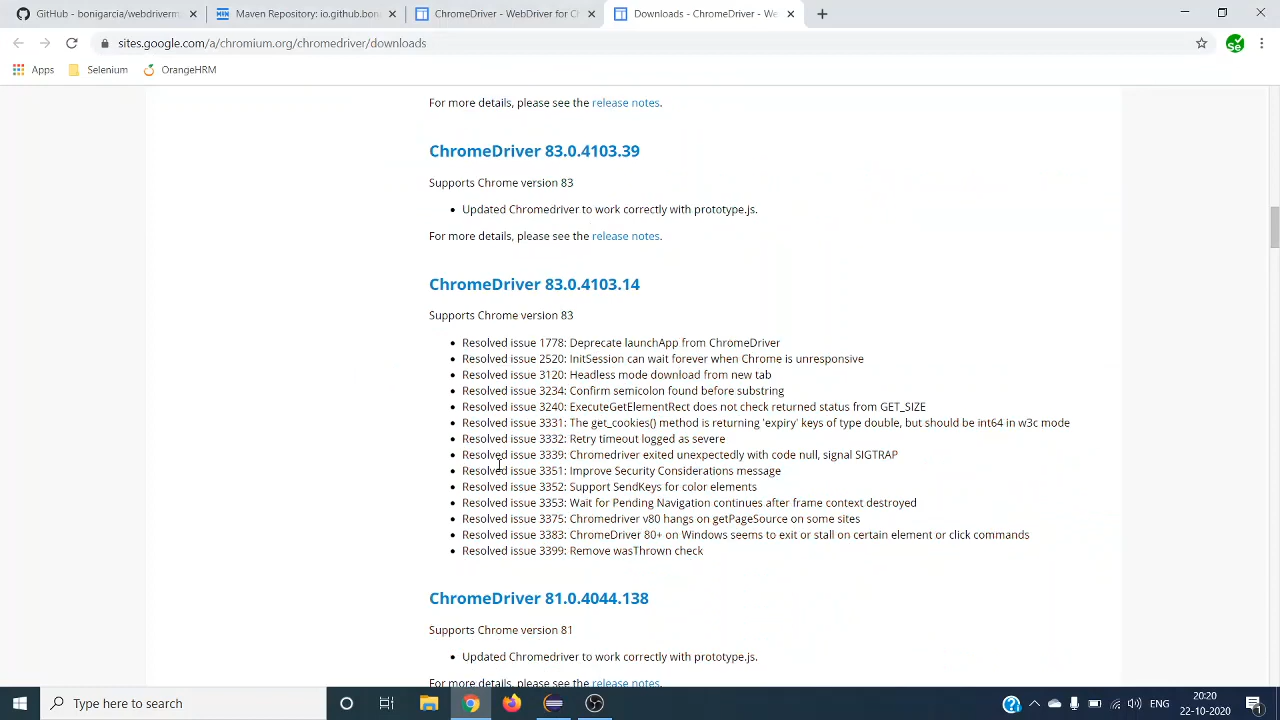 GitHub - bonigarcia/webdriverm
Maven Repository: io.github.bona
ChromeDriver - WebDriver for Ch
Downloads - ChromeDriver - We
sites.google.com/a/chromium.org/chromedriver/downloads
Apps
Selenium
OrangeHRM
For more details, please see the release notes.
ChromeDriver 83.0.4103.39
Supports Chrome version 83
• Updated Chromedriver to work correctly with prototype.js.
For more details, please see the release notes.
ChromeDriver 83.0.4103.14
Supports Chrome version 83
• Resolved issue 1778: Deprecate launchApp from ChromeDriver
• Resolved issue 2520: InitSession can wait forever when Chrome is unresponsive
• Resolved issue 3120: Headless mode download from new tab
• Resolved issue 3234: Confirm semicolon found before substring
• Resolved issue 3240: ExecuteGetElementRect does not check returned status from GET_SIZE
• Resolved issue 3331: The get_cookies() method is returning 'expiry' keys of type double, but should be int64 in w3c mode
• Resolved issue 3332: Retry timeout logged as severe
• Resolved issue 3339: Chromedriver exited unexpectedly with code null, signal SIGTRAP
• Resolved issue 3351: Improve Security Considerations message
• Resolved issue 3352: Support SendKeys for color elements
• Resolved issue 3353: Wait for Pending Navigation continues after frame context destroyed
• Resolved issue 3375: Chromedriver v80 hangs on getPageSource on some sites
• Resolved issue 3383: ChromeDriver 80+ on Windows seems to exit or stall on certain element or click commands
• Resolved issue 3399: Remove wasThrown check
ChromeDriver 81.0.4044.138
Supports Chrome version 81
• Updated Chromedriver to work correctly with prototype.js.
For more details, please see the release notes.
Type here to search
ENG
20:20
22-10-2020